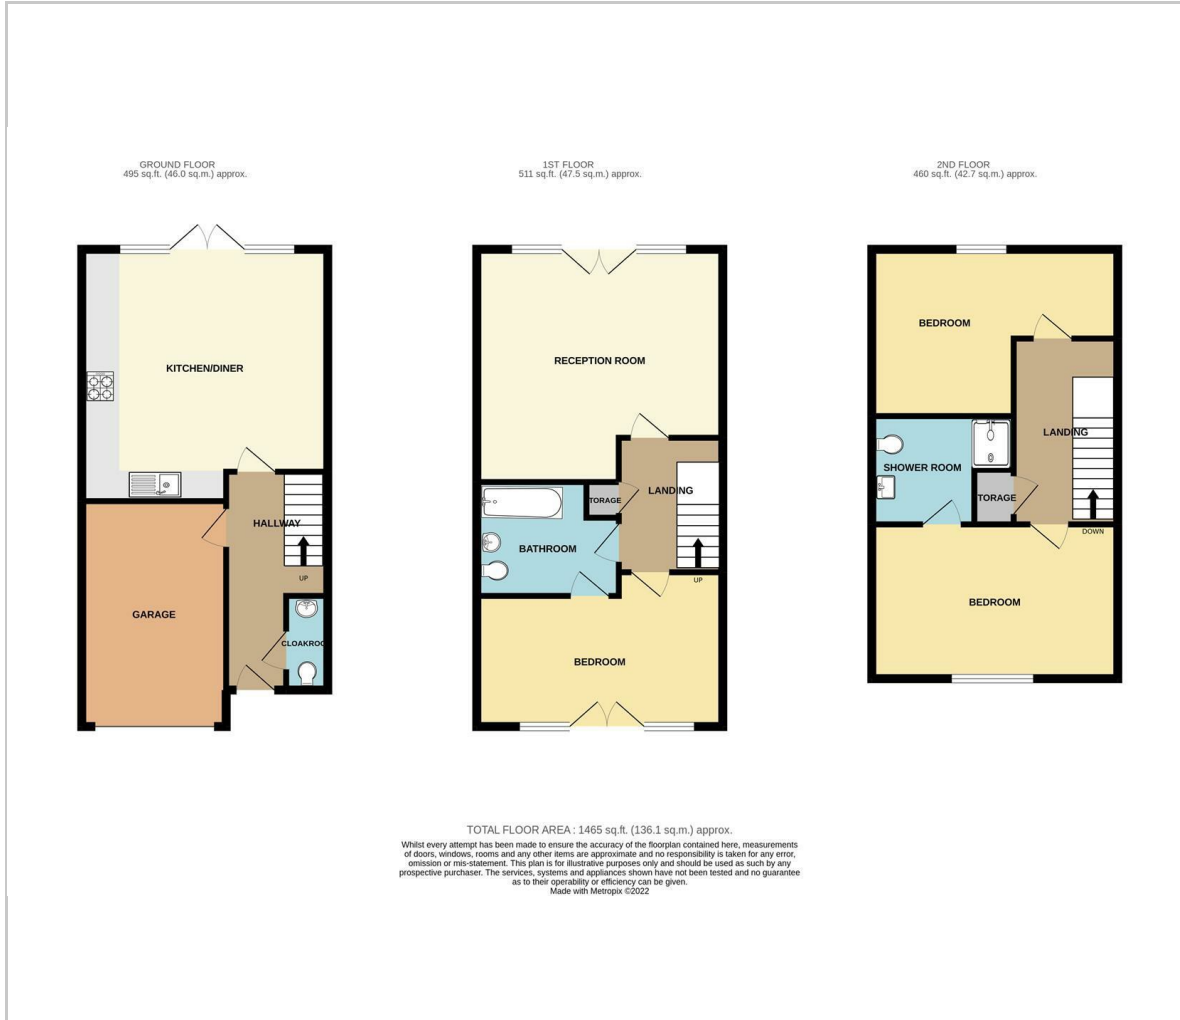 GROUND FLOOR
495 sq.ft. (46.0 sq.m.) approx.
1ST FLOOR
511 sq.ft. (47.5 sq.m.) approx.
2ND FLOOR
460 sq.ft. (42.7 sq.m.) approx.
KITCHEN/DINER
HALLWAY
UP
GARAGE
CLOAKROO
RECEPTION ROOM
LANDING
TORAGE
BATHROOM
UP
BEDROOM
BEDROOM
LANDING
SHOWER ROOM
TORAGE
DOWN
BEDROOM
TOTAL FLOOR AREA : 1465 sq.ft. (136.1 sq.m.) approx.
Whilst every attempt has been made to ensure the accuracy of the floorplan contained here, measurements
of doors, windows, rooms and any other items are approximate and no responsibility is taken for any error,
omission or mis-statement. This plan is for illustrative purposes only and should be used as such by any
prospective purchaser. The services, systems and appliances shown have not been tested and no guarantee
as to their operability or efficiency can be given.
Made with Metropix ©2022